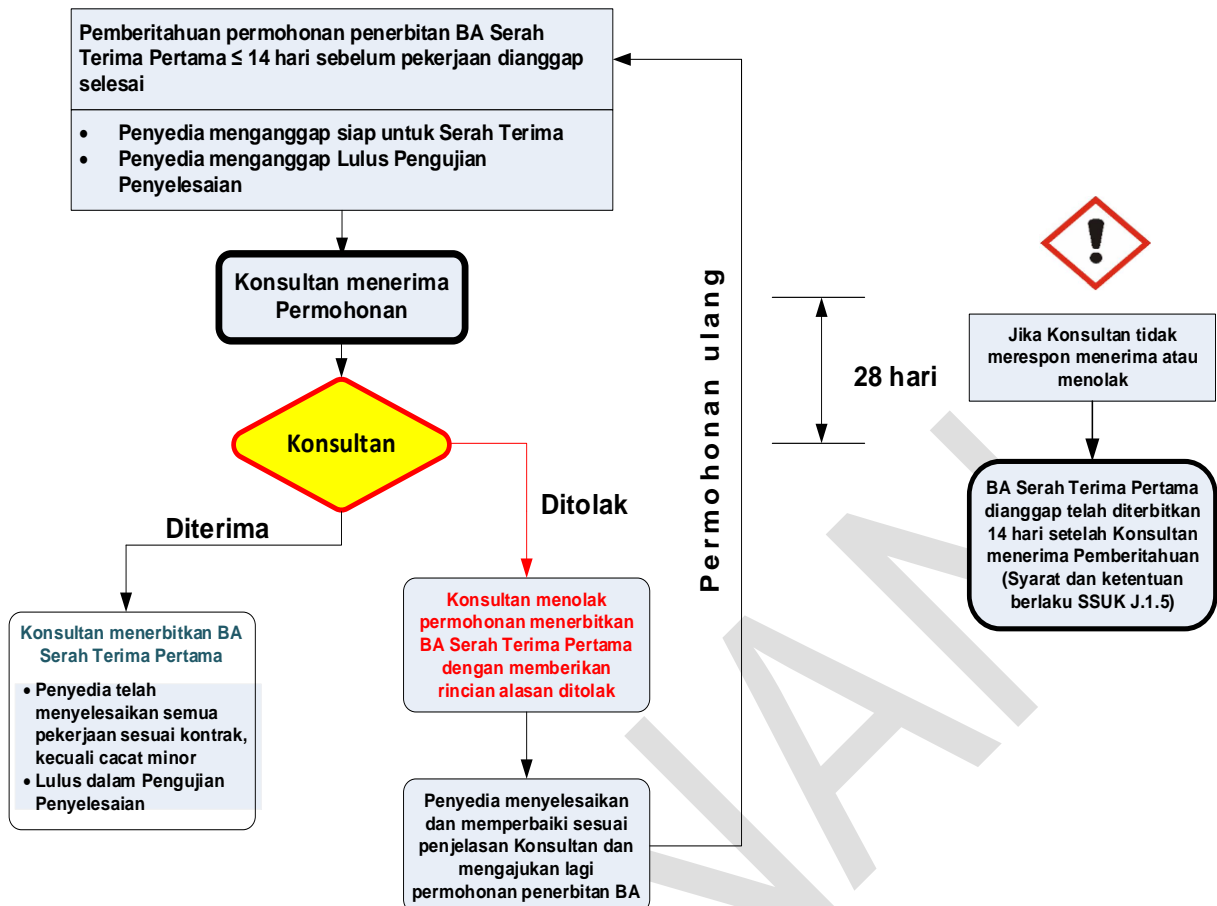 Pemberitahuan permohonan penerbitan BA Serah
Terima Pertama ≤ 14 hari sebelum pekerjaan dianggap
selesai
• Penyedia menganggap siap untuk Serah Terima
• Penyedia menganggap Lulus Pengujian
Penyelesaian
Konsultan menerima
Permohonan
Konsultan
Diterima
Ditolak
Konsultan menerbitkan BA
Serah Terima Pertama
• Penyedia telah
menyelesaikan semua
pekerjaan sesuai kontrak,
kecuali cacat minor
• Lulus dalam Pengujian
Penyelesaian
Konsultan menolak
permohonan menerbitkan
BA Serah Terima Pertama
dengan memberikan
rincian alasan ditolak
Penyedia menyelesaikan
dan memperbaiki sesuai
penjelasan Konsultan dan
mengajukan lagi
permohonan penerbitan BA
Permohonan ulang
28 hari
!
Jika Konsultan tidak
merespon menerima atau
menolak
BA Serah Terima Pertama
dianggap telah diterbitkan
14 hari setelah Konsultan
menerima Pemberitahuan
(Syarat dan ketentuan
berlaku SSUK J.1.5)